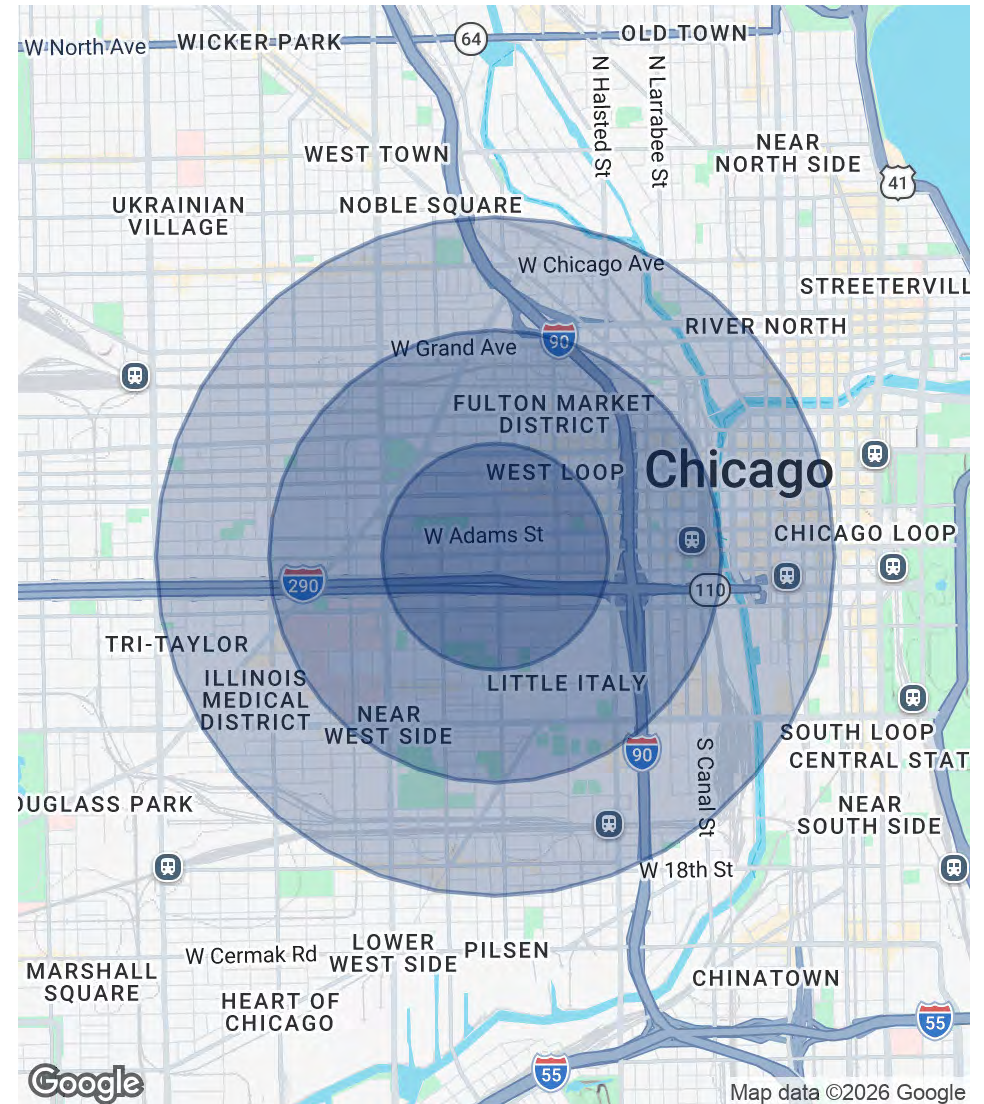 W North Ave
WICKER PARK
64
OLD TOWN
N Halsted St
N Larrabee St
WEST TOWN
NEAR
NORTH SIDE
41
UKRAINIAN
VILLAGE
NOBLE SQUARE
W Chicago Ave
STREETERVILL
RIVER NORTH
90
W Grand Ave
FULTON MARKET
DISTRICT
WEST LOOP
Chicago
W Adams St
CHICAGO LOOP
290
110
TRI-TAYLOR
ILLINOIS
MEDICAL
DISTRICT
LITTLE ITALY
NEAR
WEST SIDE
90
S Canal St
SOUTH LOOP
CENTRAL STAT
OUGLASS PARK
NEAR
SOUTH SIDE
W 18th St
W Cermak Rd
LOWER
WEST SIDE
PILSEN
MARSHALL
SQUARE
HEART OF
CHICAGO
CHINATOWN
55
55
Google
Map data ©2026 Google